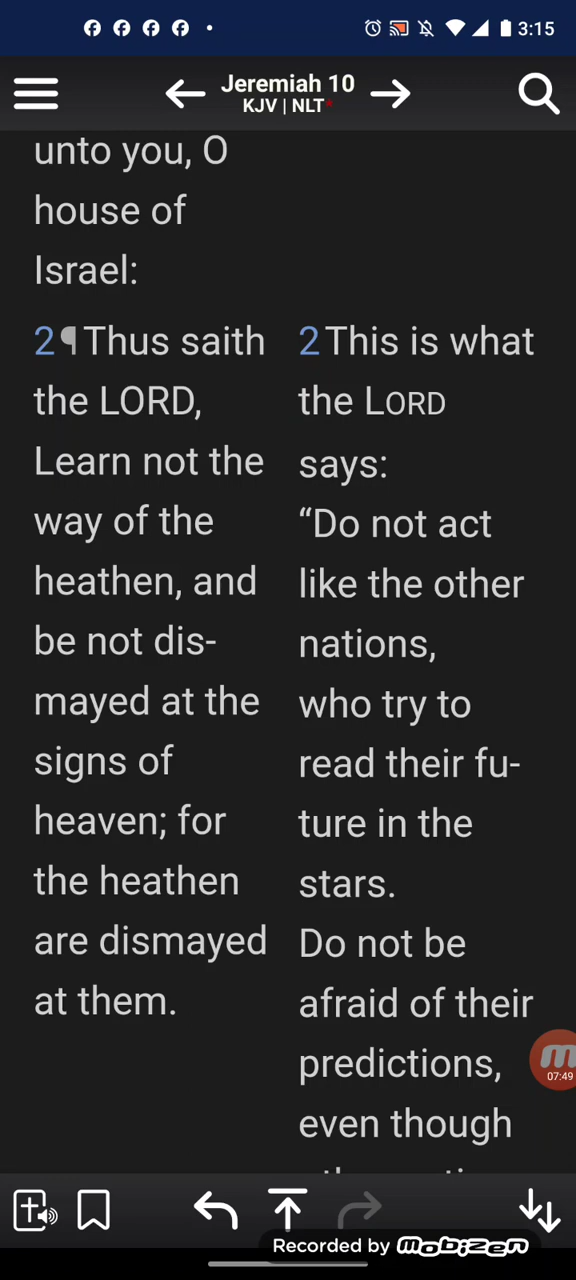 3:15
Jeremiah 10
KJV | NLT*
unto you, O
house of
Israel:
2 ¶ Thus saith
the LORD,
Learn not the
way of the
heathen, and
be not dis-
mayed at the
signs of
heaven; for
the heathen
are dismayed
at them.
2 This is what
the LORD
says:
“Do not act
like the other
nations,
who try to
read their fu-
ture in the
stars.
Do not be
afraid of their
predictions,
even though
07:49
Recorded by mobizen